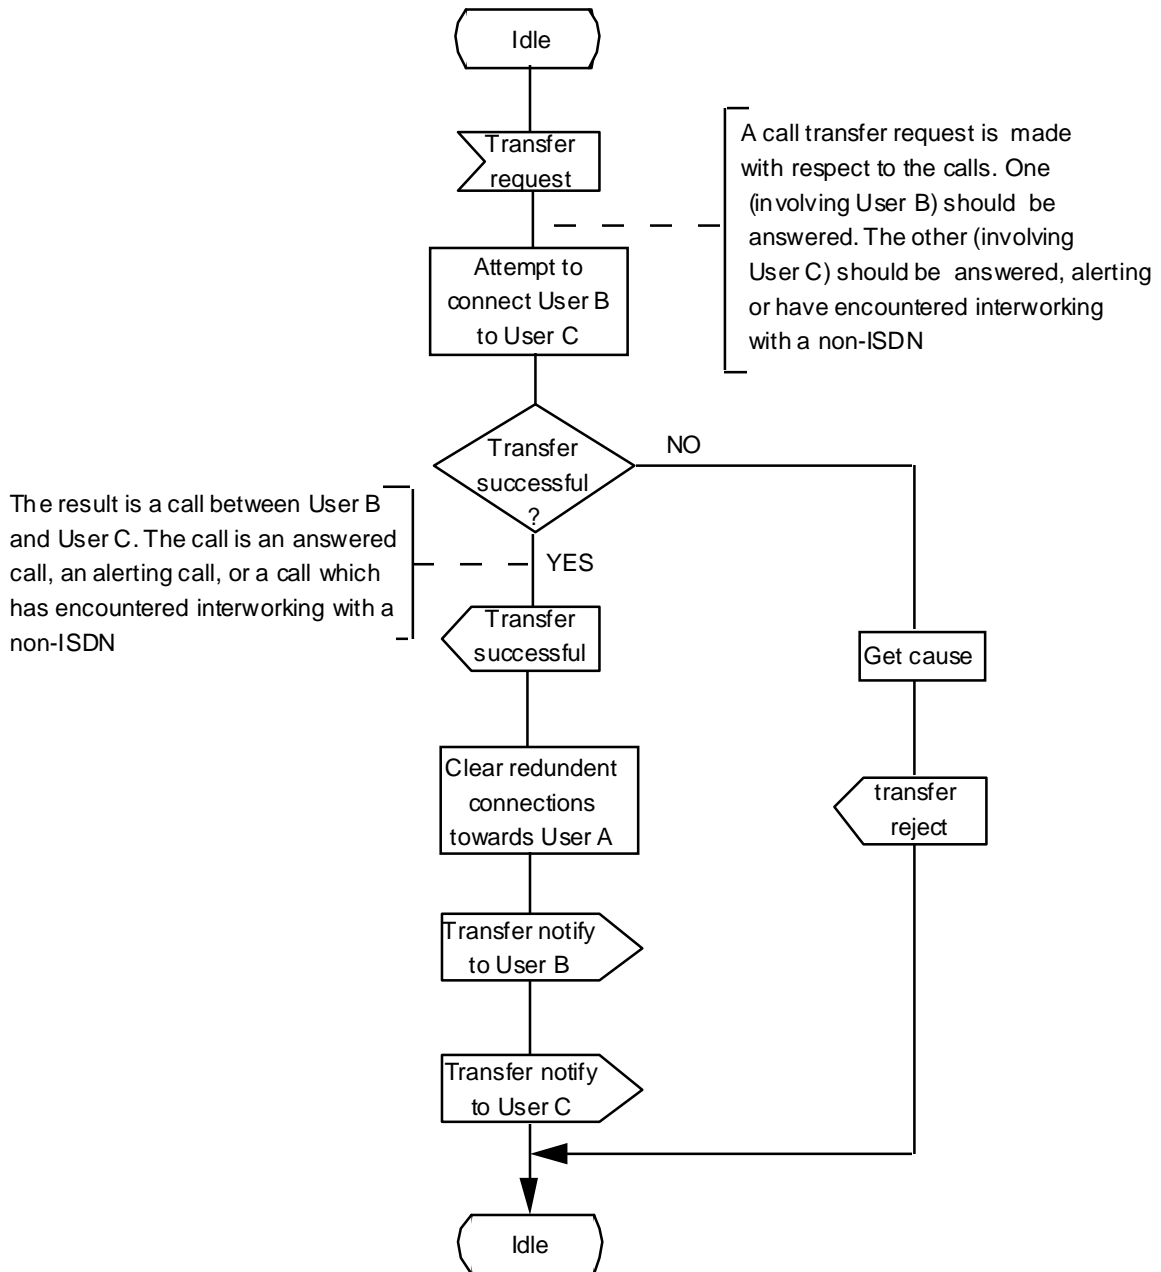 Idle
Transfer
request
A call transfer request is made
with respect to the calls. One
(involving User B) should be
answered. The other (involving
User C) should be answered, alerting
or have encountered interworking
with a non-ISDN
Attempt to
connect User B
to User C
Transfer
successful
?
NO
The result is a call between User B
and User C. The call is an answered
call, an alerting call, or a call which
has encountered interworking with a
non-ISDN
YES
Transfer
successful
Get cause
Clear redundent
connections
towards User A
transfer
reject
Transfer notify
to User B
Transfer notify
to User C
Idle